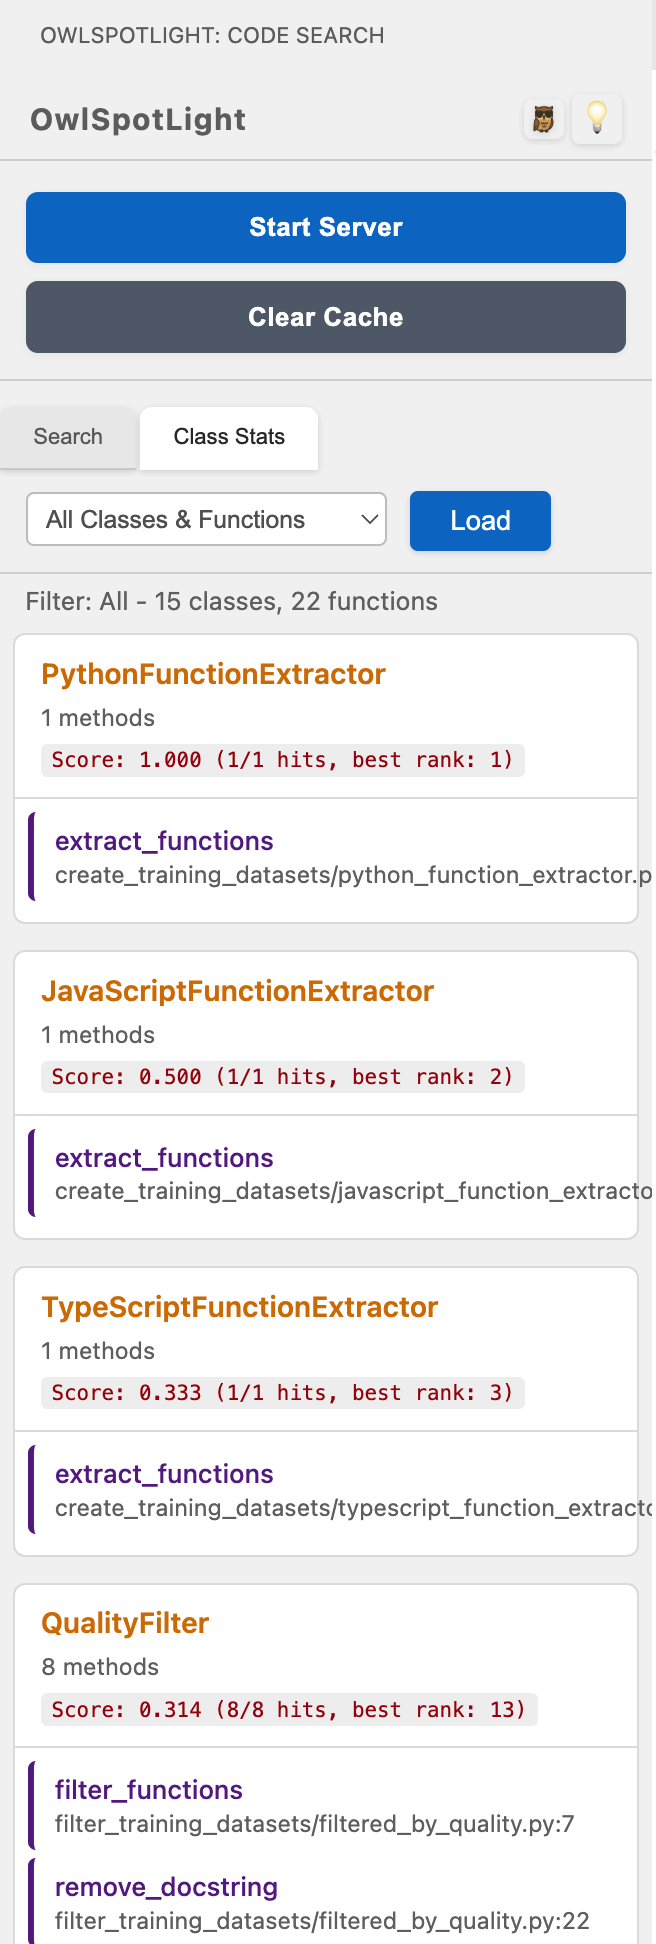 OWLSPOTLIGHT: CODE SEARCH
OwlSpotLight
Start Server
Clear Cache
Search
Class Stats
All Classes & Functions
Load
Filter: All - 15 classes, 22 functions
PythonFunctionExtractor
1 methods
Score: 1.000 (1/1 hits, best rank: 1)
extract_functions
create_training_datasets/python_function_extractor.p
JavaScriptFunctionExtractor
1 methods
Score: 0.500 (1/1 hits, best rank: 2)
extract_functions
create_training_datasets/javascript_function_extracto
TypeScriptFunctionExtractor
1 methods
Score: 0.333 (1/1 hits, best rank: 3)
extract_functions
create_training_datasets/typescript_function_extracto
QualityFilter
8 methods
Score: 0.314 (8/8 hits, best rank: 13)
filter_functions
filter_training_datasets/filtered_by_quality.py:7
remove_docstring
filter_training_datasets/filtered_by_quality.py:22